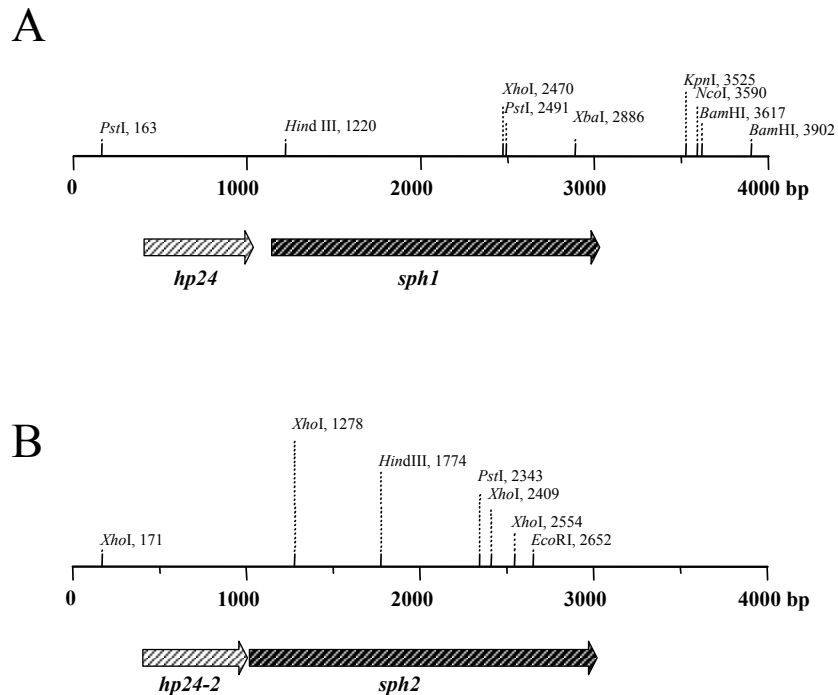 A
PstI, 163
Hind III, 1220
XhoI, 2470
PstI, 2491
XbaI, 2886
KpnI, 3525
NcoI, 3590
BamHI, 3617
BamHI, 3902
0 1000 2000 3000 4000 bp
hp24 sph1
B
XhoI, 171
XhoI, 1278
HindIII, 1774
PstI, 2343
XhoI, 2409
XhoI, 2554
EcoRI, 2652
0 1000 2000 3000 4000 bp
hp24-2 sph2